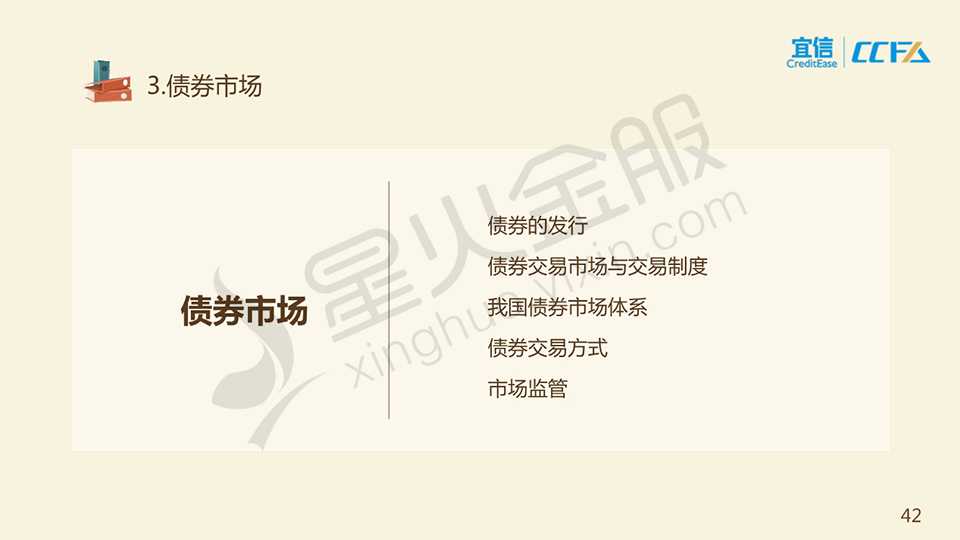 宜信
CreditEase
CCFA
3.债券市场
债券市场
债券的发行
债券交易市场与交易制度
我国债券市场体系
债券交易方式
市场监管
星火金服
xinghuo.yixin.com
42